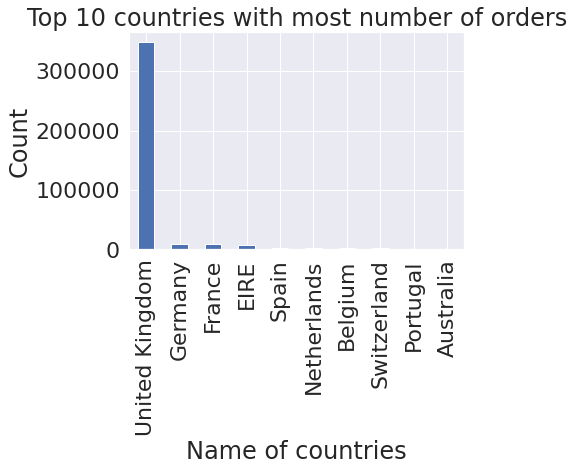 Top 10 countries with most number of orders
Count
300000
200000
100000
0
United Kingdom
Germany
France
EIRE
Spain
Netherlands
Belgium
Switzerland
Portugal
Australia
Name of countries